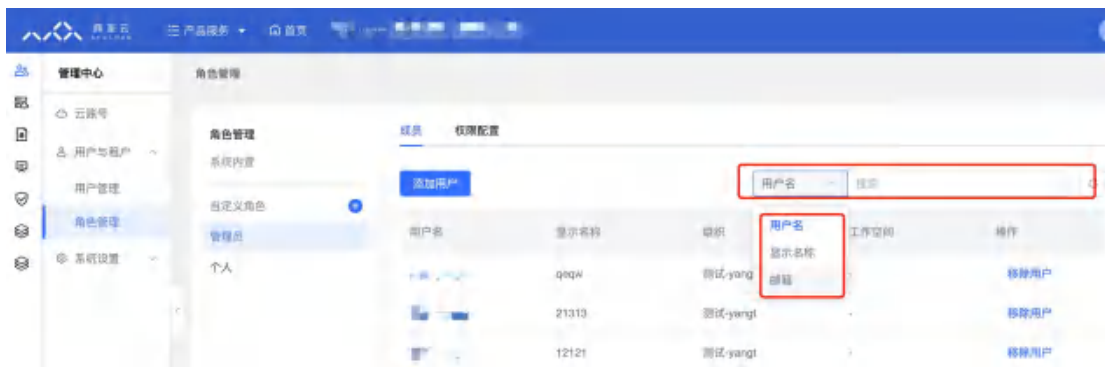 产品服务 首页
管理中心 角色管理
云账号
角色管理 成员 权限配置
用户与租户
系统内置
添加用户 用户名 搜索
用户管理
自定义角色
角色管理
管理员
用户名 显示名称 组织 用户名 工作空间 操作
显示名称
系统设置
个人
qeqw 测试-yang 邮箱 - 移除用户
21313 测试-yangt - 移除用户
12121 测试-yangt - 移除用户